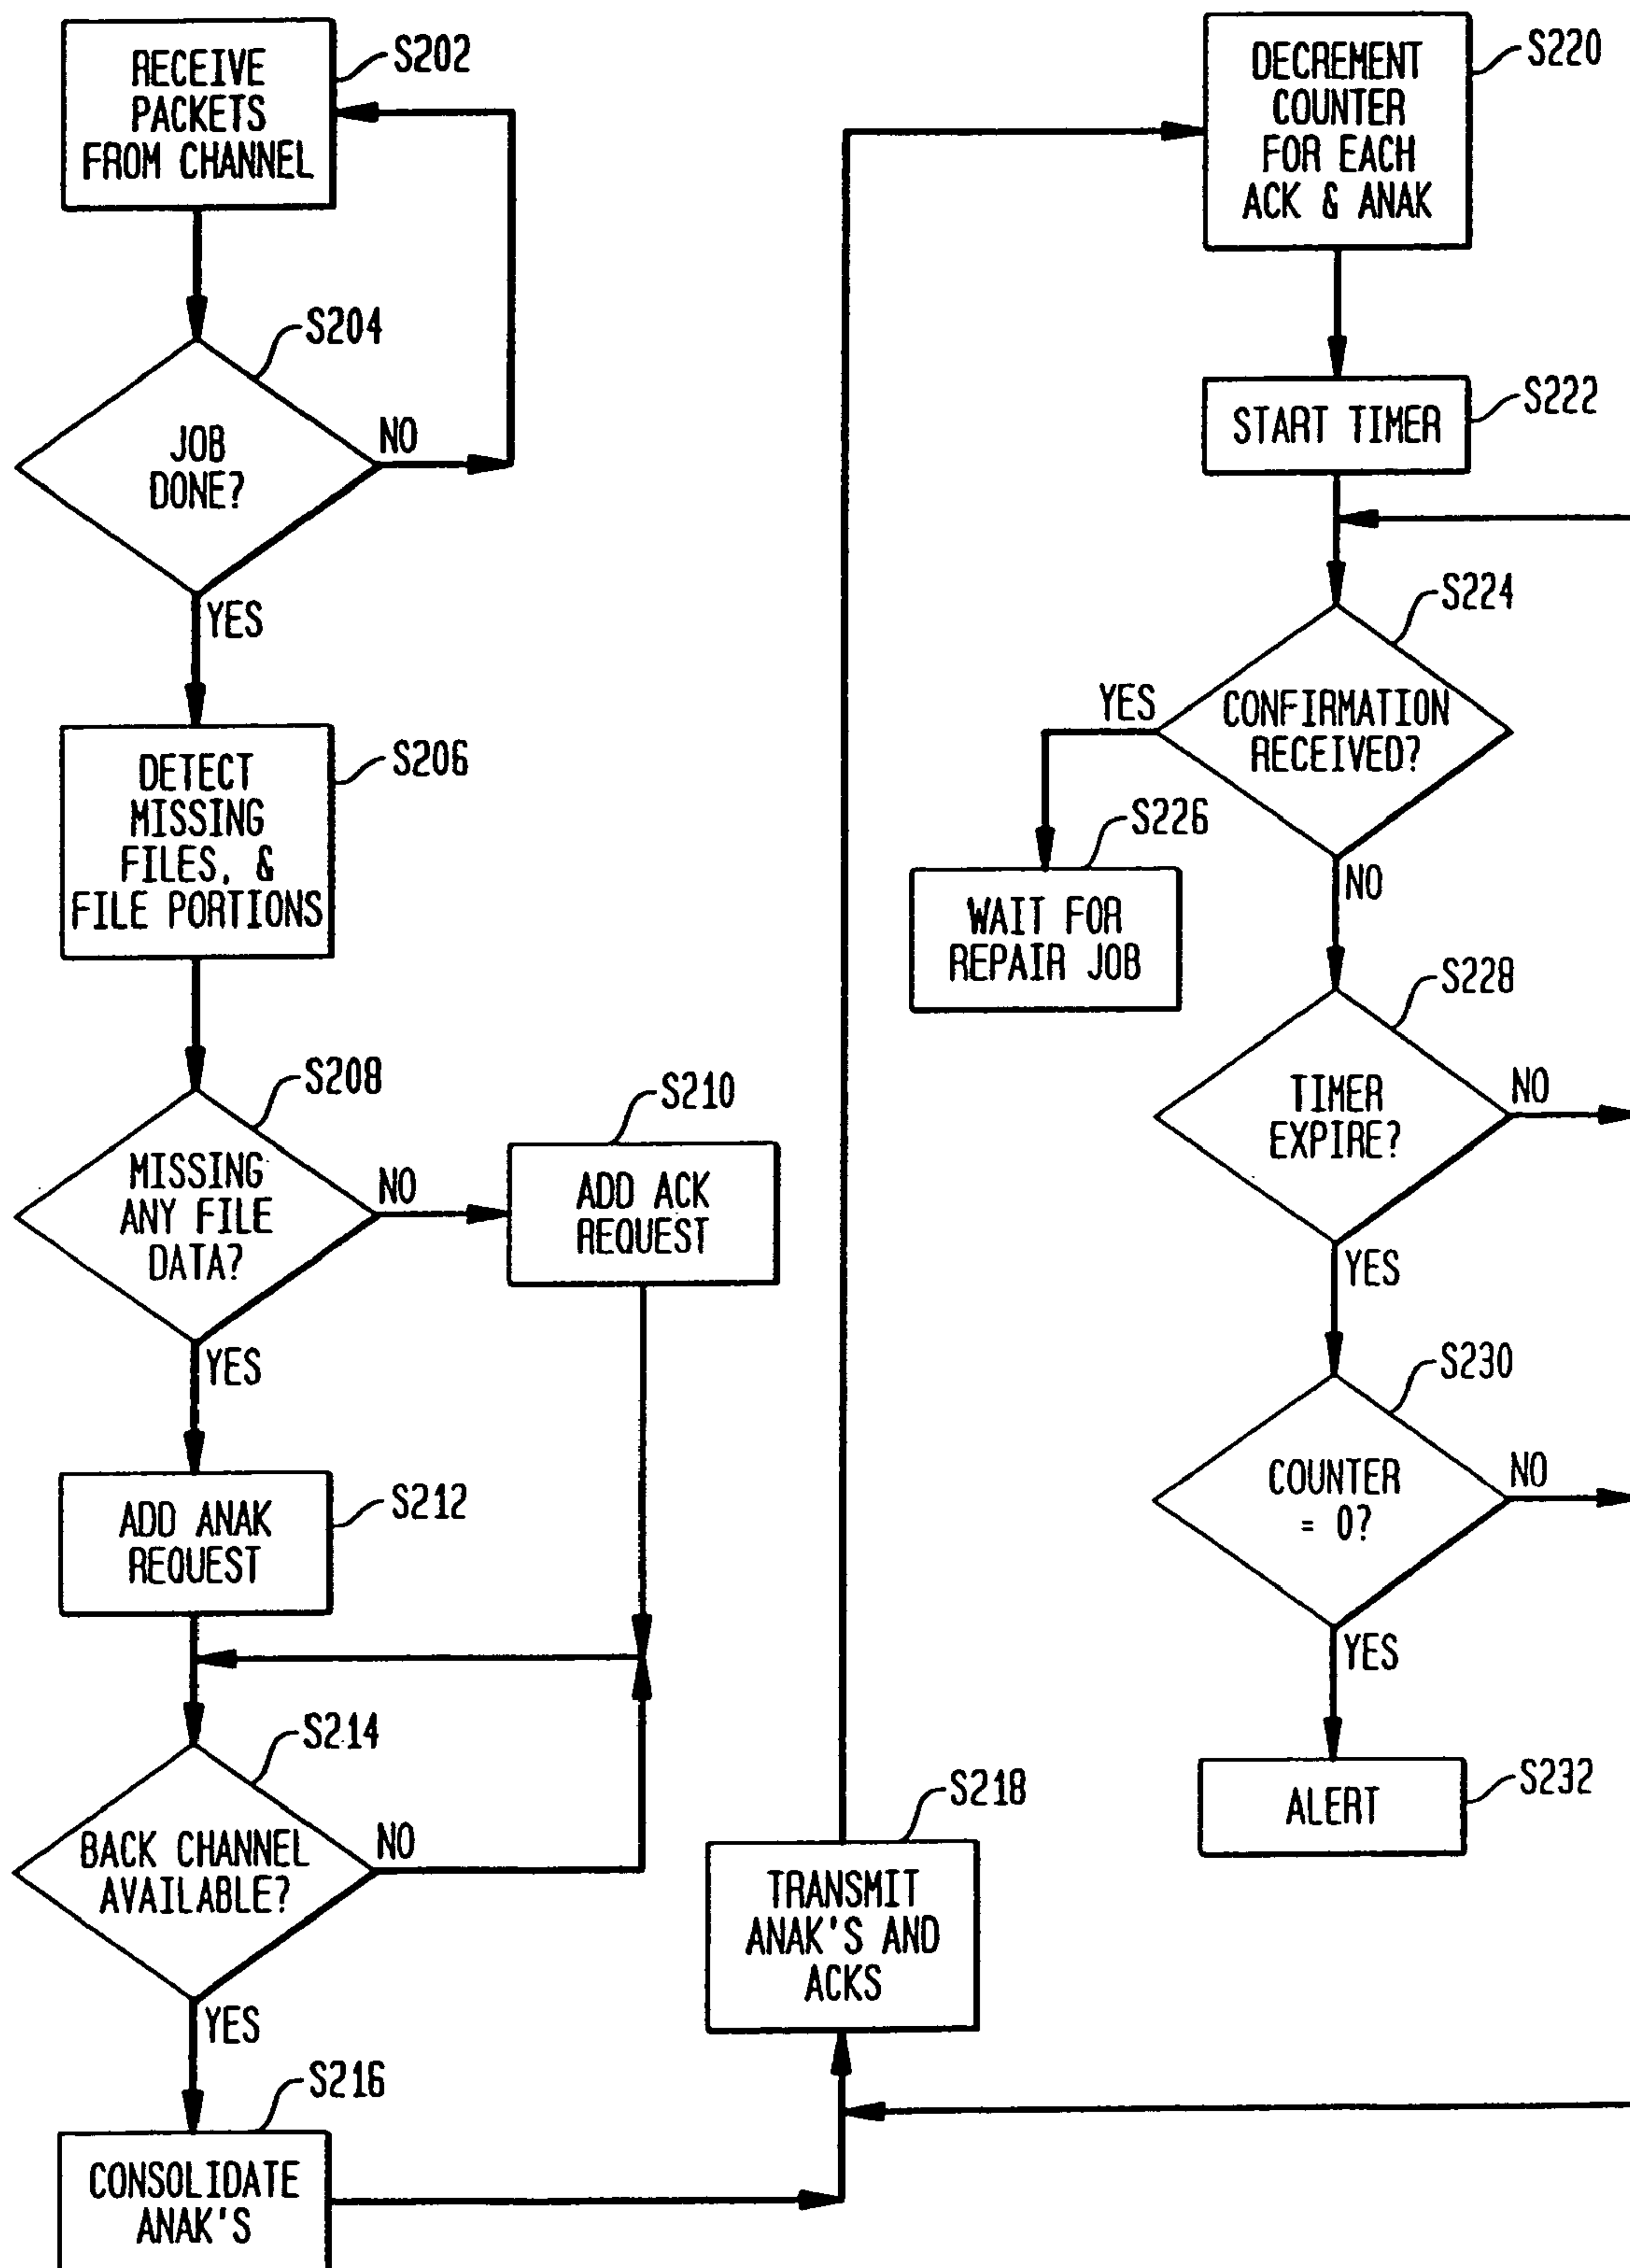 RECEIVE
PACKETS
FROM CHANNEL
S202
JOB
DONE?
S204
NO
YES
DETECT
MISSING
FILES, &
FILE PORTIONS
S206
MISSING
ANY FILE
DATA?
S208
NO
YES
ADD ACK
REQUEST
S210
ADD ANAK
REQUEST
S212
BACK CHANNEL
AVAILABLE?
S214
NO
YES
CONSOLIDATE
ANAK'S
S216
TRANSMIT
ANAK'S AND
ACKS
S218
DECREMENT
COUNTER
FOR EACH
ACK & ANAK
S220
START TIMER
S222
CONFIRMATION
RECEIVED?
S224
YES
NO
WAIT FOR
REPAIR JOB
S226
TIMER
EXPIRE?
S228
NO
YES
COUNTER
= 0?
S230
NO
YES
ALERT
S232